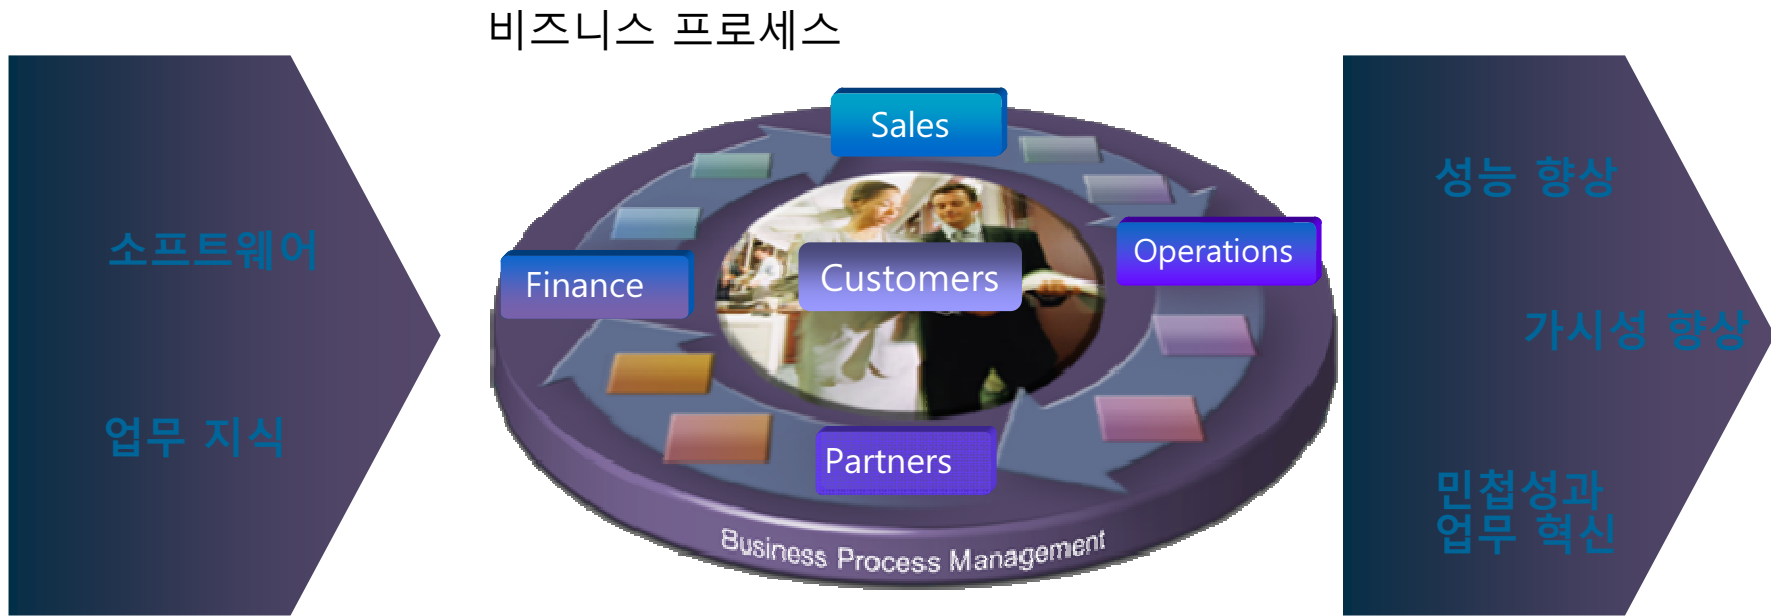 비즈니스 프로세스
소프트웨어
업무 지식
Sales
Finance
Customers
Operations
Partners
Business Process Management
성능 향상
가시성 향상
민첩성과
업무 혁신